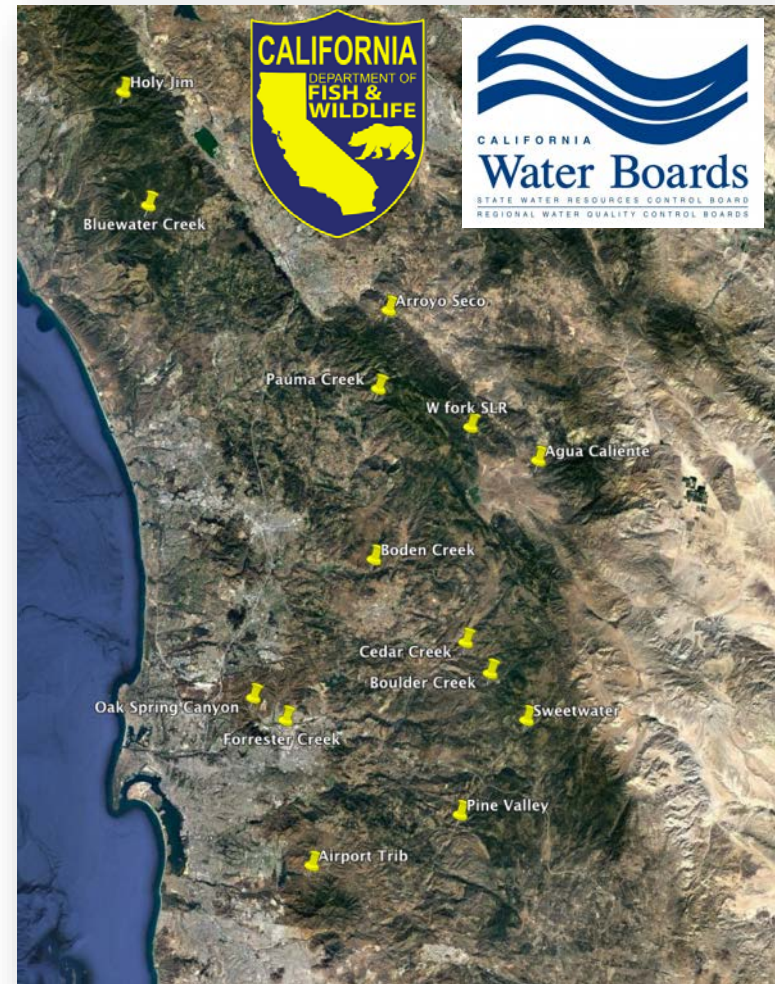 CALIFORNIA
DEPARTMENT OF
FISH &
WILDLIFE
CALIFORNIA
Water Boards
STATE WATER RESOURCES CONTROL BOARD
REGIONAL WATER QUALITY CONTROL BOARDS
Holy Jim
Bluewater Creek
Arroyo Seco
Pauma Creek
W fork SLR
Agua Caliente
Boden Creek
Cedar Creek
Boulder Creek
Oak Spring Canyon
Sweetwater
Forrester Creek
Pine Valley
Airport Trib